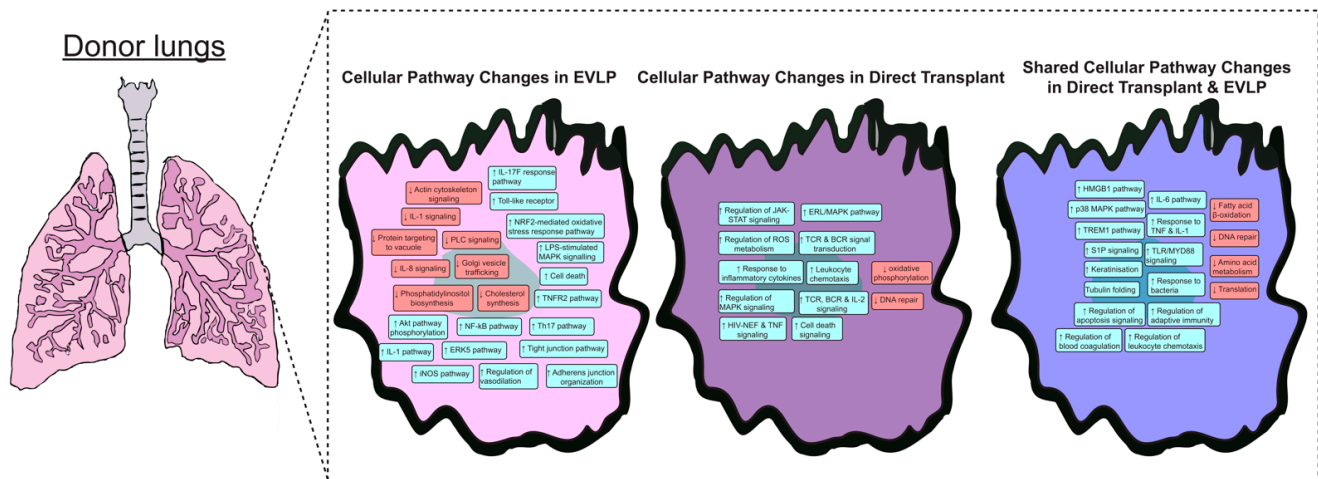 Donor lungs
Cellular Pathway Changes in EVLP
↑ IL-17F response
pathway
↓ Actin cytoskeleton
signaling
↑ Toll-like receptor
↓ IL-1 signaling
↑ NRF2-mediated oxidative
stress response pathway
↓ Protein targeting
to vacuole
↓ PLC signaling
↑ LPS-stimulated
MAPK signalling
↓ IL-8 signaling
↓ Golgi vesicle
trafficking
↑ Cell death
↓ Phosphatidylinositol
biosynthesis
↓ Cholesterol
synthesis
↑ TNFR2 pathway
↑ Akt pathway
phosphorylation
↑ NF-kB pathway
↑ Th17 pathway
↑ IL-1 pathway
↑ ERK5 pathway
↑ Tight junction pathway
↑ iNOS pathway
↑ Regulation of
vasodilation
↑ Adherens junction
organization
Cellular Pathway Changes in Direct Transplant
↑ Regulation of JAK-
STAT signaling
↑ ERL/MAPK pathway
↑ Regulation of ROS
metabolism
↑ TCR & BCR signal
transduction
↑ Response to
inflammatory cytokines
↑ Leukocyte
chemotaxis
↓ oxidative
phosphorylation
↑ Regulation of
MAPK signaling
↑ TCR, BCR & IL-2
signaling
↓ DNA repair
↑ HIV-NEF & TNF
signaling
↑ Cell death
signaling
Shared Cellular Pathway Changes
in Direct Transplant & EVLP
↑ HMGB1 pathway
↑ IL-6 pathway
↓ Fatty acid
β-oxidation
↑ p38 MAPK pathway
↑ Response to
TNF & IL-1
↑ TREM1 pathway
↓ DNA repair
↑ S1P signaling
↑ TLR/MYD88
signaling
↓ Amino acid
metabolism
↑ Keratinisation
Tubulin folding
↑ Response to
bacteria
↓ Translation
↑ Regulation of
apoptosis signaling
↑ Regulation of
adaptive immunity
↑ Regulation of
blood coagulation
↑ Regulation of
leukocyte chemotaxis